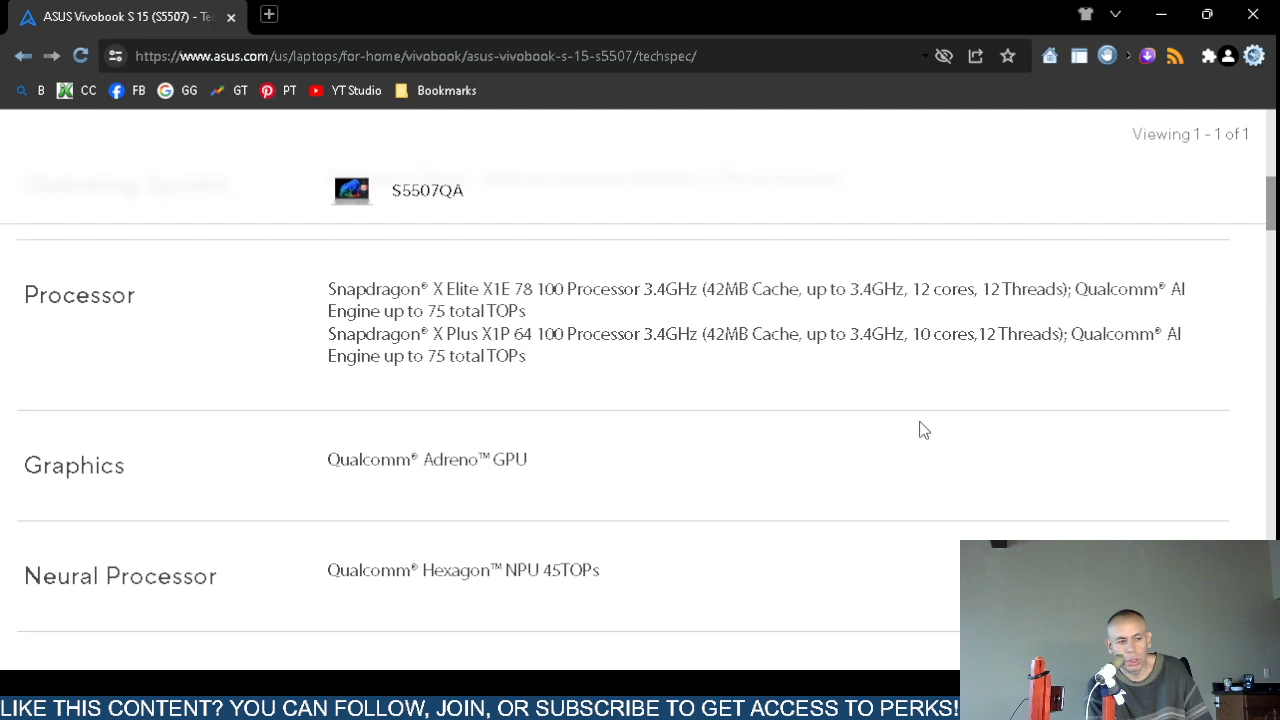 ASUS Vivobook S 15 (S5507) - Te
https://www.asus.com/us/laptops/for-home/vivobook/asus-vivobook-s-15-s5507/techspec/
B CC FB GG GT PT YT Studio Bookmarks
Viewing 1 - 1 of 1
Operating System
S5507QA
Processor
Snapdragon® X Elite X1E 78 100 Processor 3.4GHz (42MB Cache, up to 3.4GHz, 12 cores, 12 Threads); Qualcomm® AI
Engine up to 75 total TOPs
Snapdragon® X Plus X1P 64 100 Processor 3.4GHz (42MB Cache, up to 3.4GHz, 10 cores,12 Threads); Qualcomm® AI
Engine up to 75 total TOPs
Graphics
Qualcomm® Adreno™ GPU
Neural Processor
Qualcomm® Hexagon™ NPU 45TOPs
LIKE THIS CONTENT? YOU CAN FOLLOW, JOIN, OR SUBSCRIBE TO GET ACCESS TO PERKS!